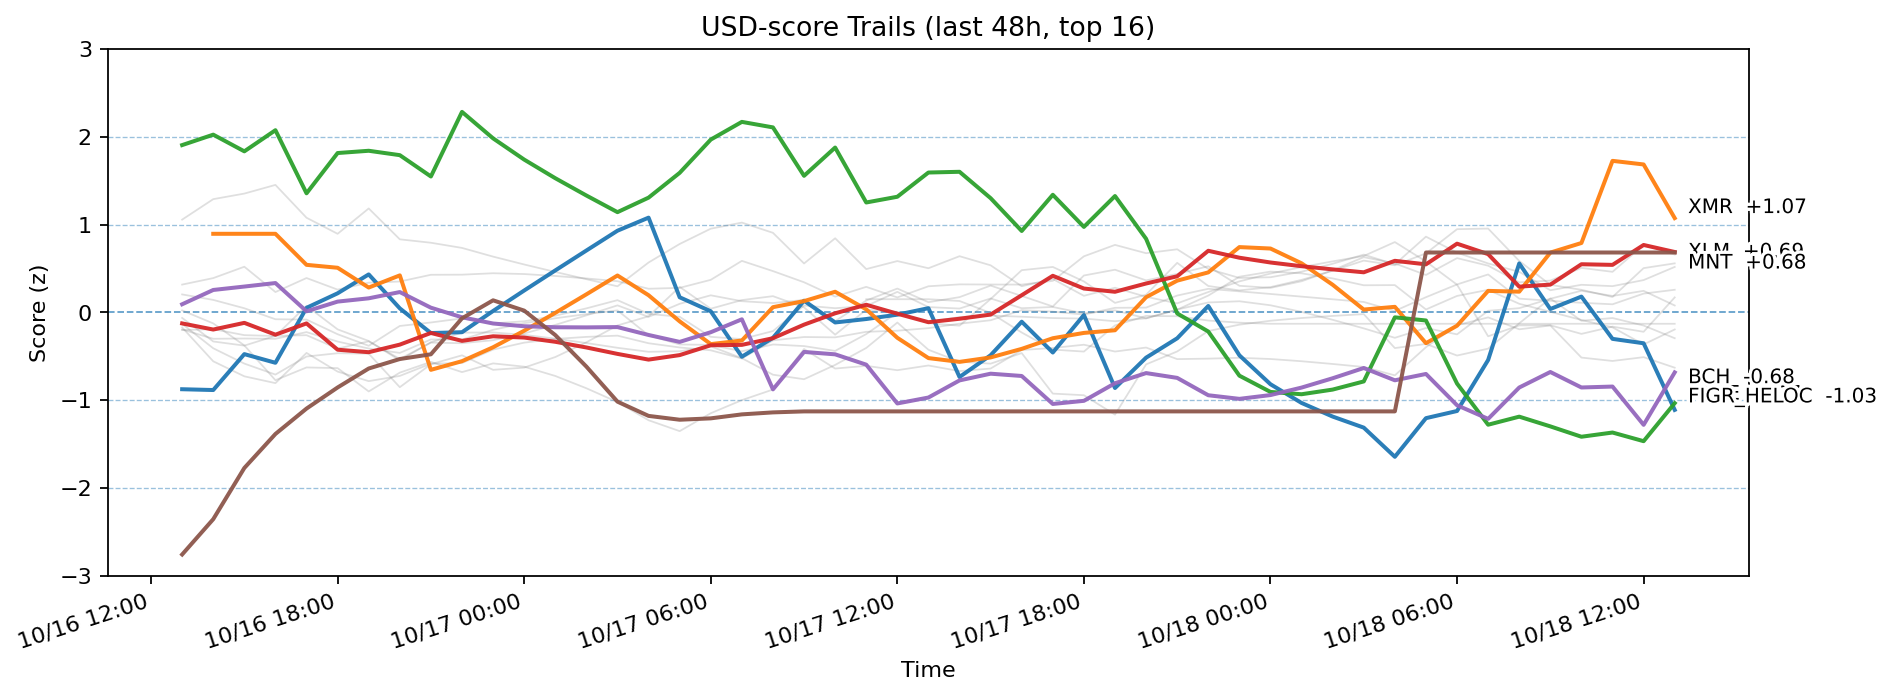 USD-score Trails (last 48h, top 16)
Score (z)
3
2
1
0
−1
−2
−3
XMR +1.07
XLM +0.69
MNT +0.68
BCH -0.68
FIGR_HELOC -1.03
10/16 12:00
10/16 18:00
10/17 00:00
10/17 06:00
10/17 12:00
10/17 18:00
10/18 00:00
10/18 06:00
10/18 12:00
Time